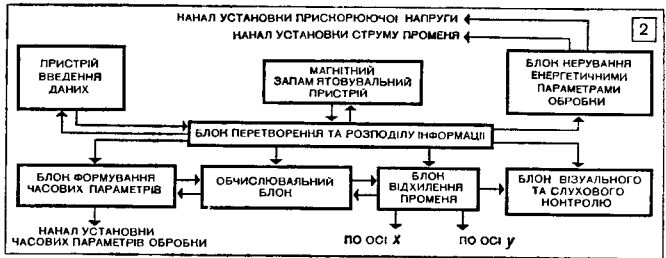 КАНАЛ УСТАНОВКИ ПРИСКОРЮЮЧОЇ НАПРУГИ
КАНАЛ УСТАНОВКИ СТРУМУ ПРОМЕНЯ
2
ПРИСТРІЙ
ВВЕДЕННЯ
ДАНИХ
МАГНІТНИЙ
ЗАПАМ ЯТОВУВАЛЬНИЙ
ПРИСТРІЙ
БЛОК КЕРУВАННЯ
ЕНЕРГЕТИЧНИМИ
ПАРАМЕТРАМИ
ОБРОБКИ
БЛОК ПЕРЕТВОРЕННЯ ТА РОЗПОДІЛУ ІНФОРМАЦІЇ
БЛОК ФОРМУВАННЯ
ЧАСОВИХ ПАРАМЕТРІВ
ОБЧИСЛЮВАЛЬНИЙ
БЛОК
БЛОК
ВІДХИЛЕННЯ
ПРОМЕНЯ
БЛОК ВІЗУАЛЬНОГО
ТА СЛУХОВОГО
КОНТРОЛЮ
КАНАЛ УСТАНОВКИ
ЧАСОВИХ ПАРАМЕТРІВ ОБРОБКИ
ПО ОСІ X
ПО ОСІ y